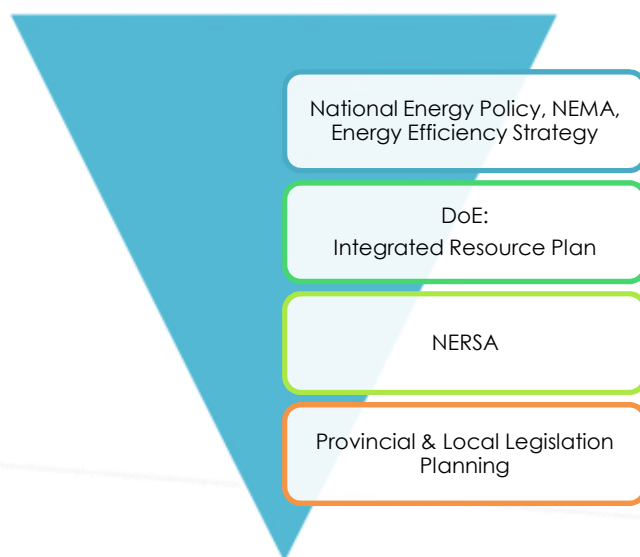 National Energy Policy, NEMA,
Energy Efficiency Strategy
DoE:
Integrated Resource Plan
NERSA
Provincial & Local Legislation
Planning